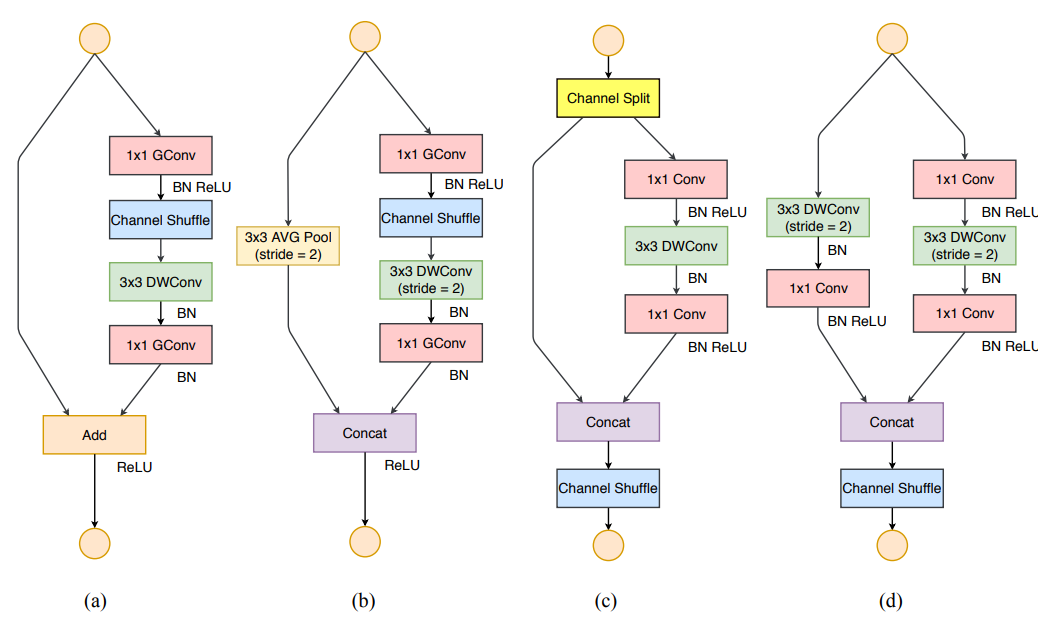 1x1 GConv
BN ReLU
Channel Shuffle
3x3 DWConv
BN
1x1 GConv
BN
Add
ReLU
(a)
1x1 GConv
BN ReLU
Channel Shuffle
3x3 AVG Pool
(stride = 2)
3x3 DWConv
(stride = 2)
BN
1x1 GConv
BN
Concat
ReLU
(b)
Channel Split
1x1 Conv
BN ReLU
3x3 DWConv
BN
1x1 Conv
BN ReLU
Concat
Channel Shuffle
(c)
3x3 DWConv
(stride = 2)
BN
1x1 Conv
BN ReLU
1x1 Conv
BN ReLU
3x3 DWConv
(stride = 2)
BN
1x1 Conv
BN ReLU
Concat
Channel Shuffle
(d)